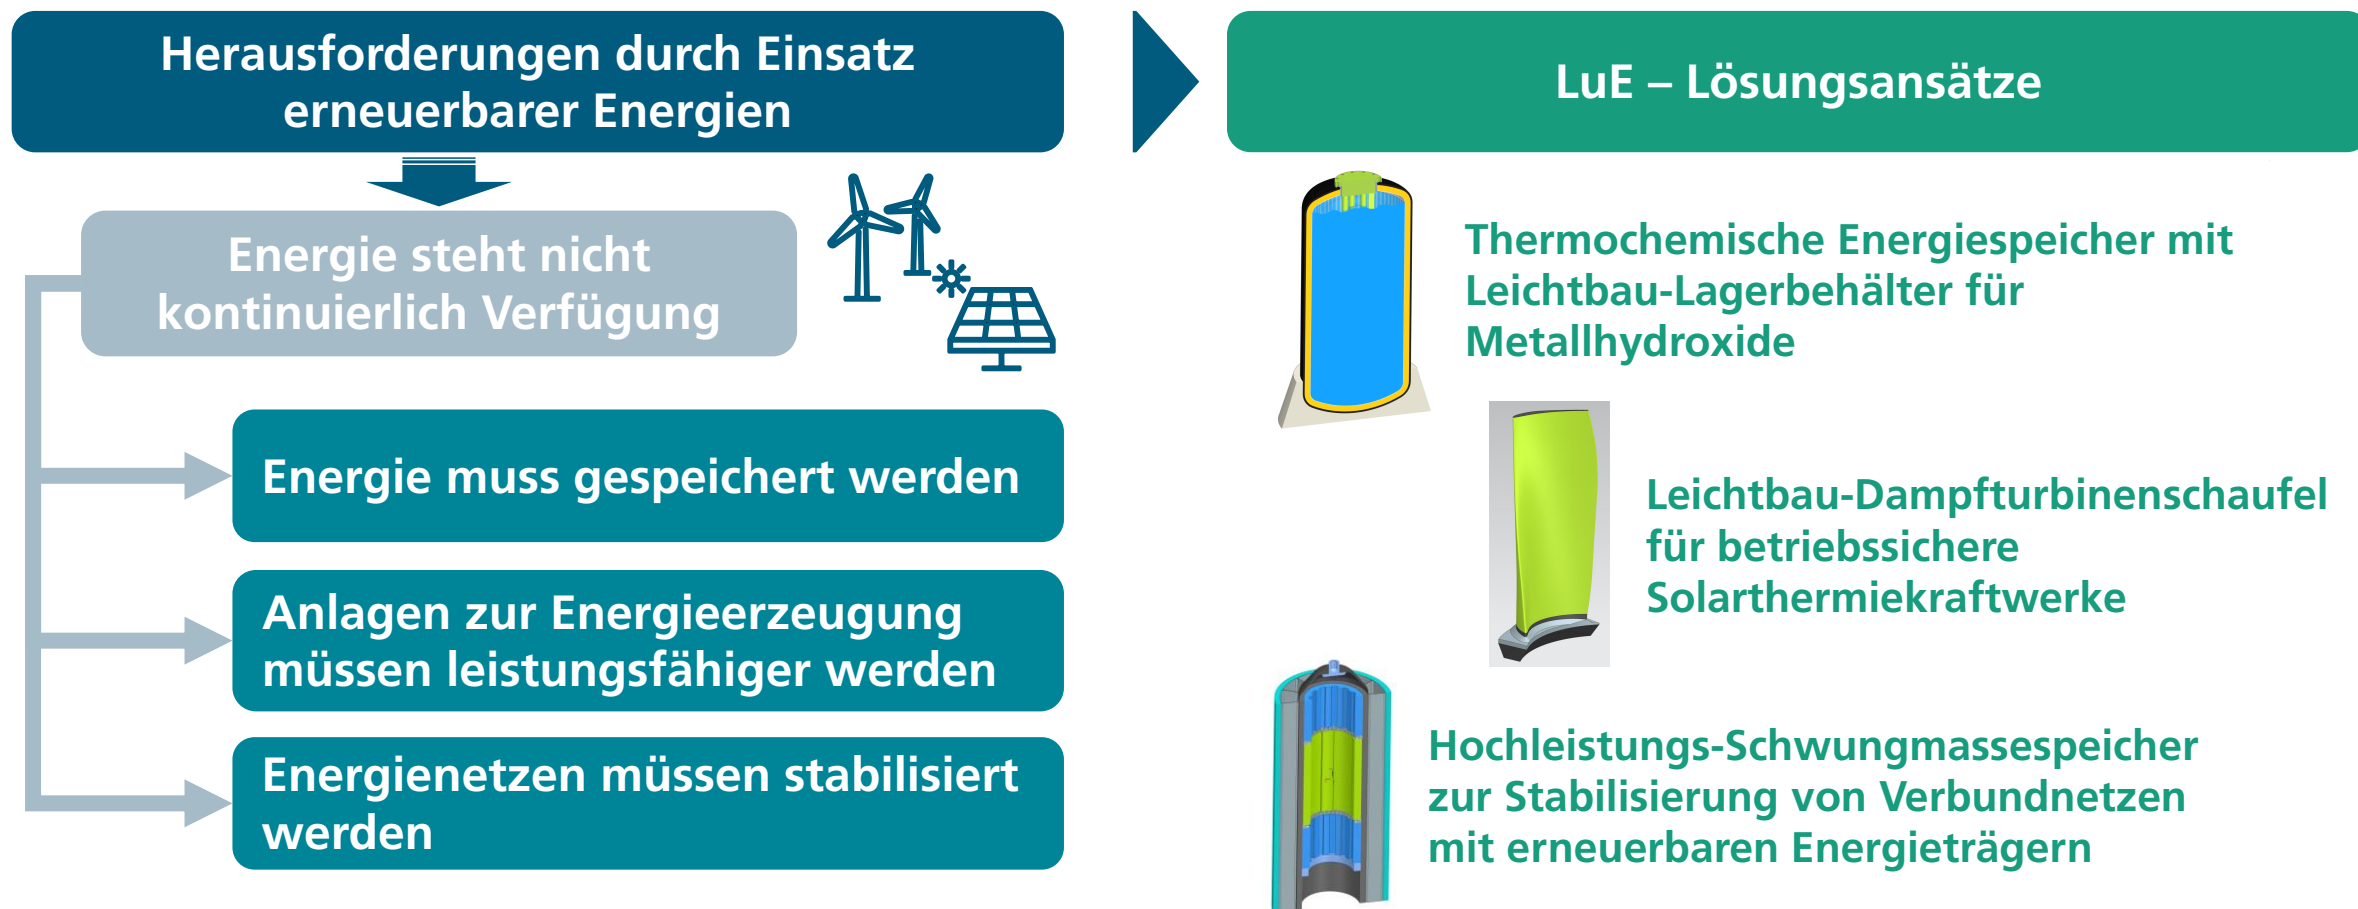 Herausforderungen durch Einsatz
erneuerbarer Energien
Energie steht nicht
kontinuierlich Verfügung
Energie muss gespeichert werden
Anlagen zur Energieerzeugung
müssen leistungsfähiger werden
Energienetzen müssen stabilisiert
werden
LuE – Lösungsansätze
Thermochemische Energiespeicher mit
Leichtbau-Lagerbehälter für
Metallhydroxide
Leichtbau-Dampfturbinenschaufel
für betriebssichere
Solarthermiekraftwerke
Hochleistungs-Schwungmassespeicher
zur Stabilisierung von Verbundnetzen
mit erneuerbaren Energieträgern